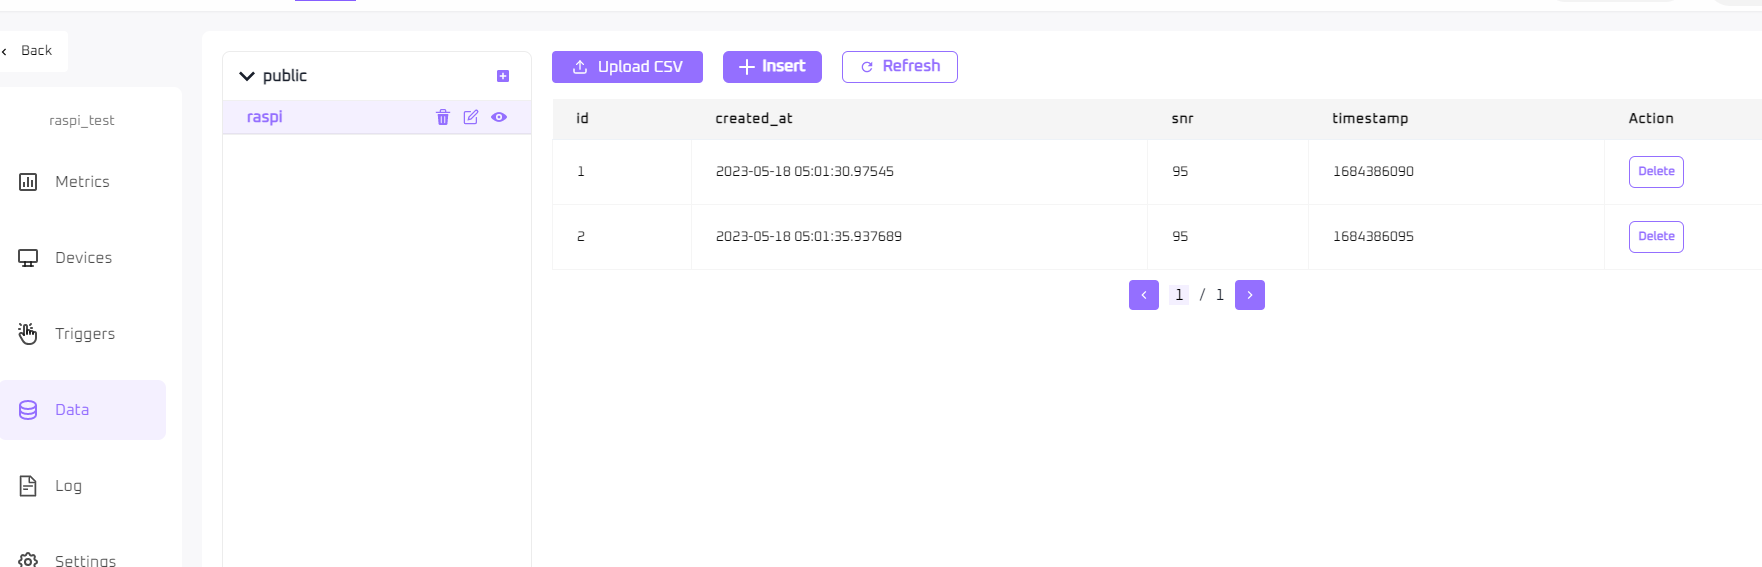 Back
raspi_test
Metrics
Devices
Triggers
Data
Log
Settings
public
raspi
Upload CSV Insert Refresh
id created_at snr timestamp Action
1 2023-05-18 05:01:30.97545 95 1684386090 Delete
2 2023-05-18 05:01:35.937689 95 1684386095 Delete
1 / 1